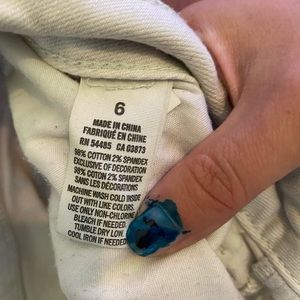 6
MADE IN CHINA
FABRIQUÉ EN CHINE
RN 54485 CA 03873
98% COTTON 2% SPANDEX
EXCLUSIVE OF DECORATION
98% COTON 2% SPANDEX
SANS LES DÉCORATIONS
MACHINE WASH COLD INSIDE
OUT WITH LIKE COLORS.
USE ONLY NON-CHLORINE
BLEACH IF NEEDED.
TUMBLE DRY LOW.
COOL IRON IF NEEDED.